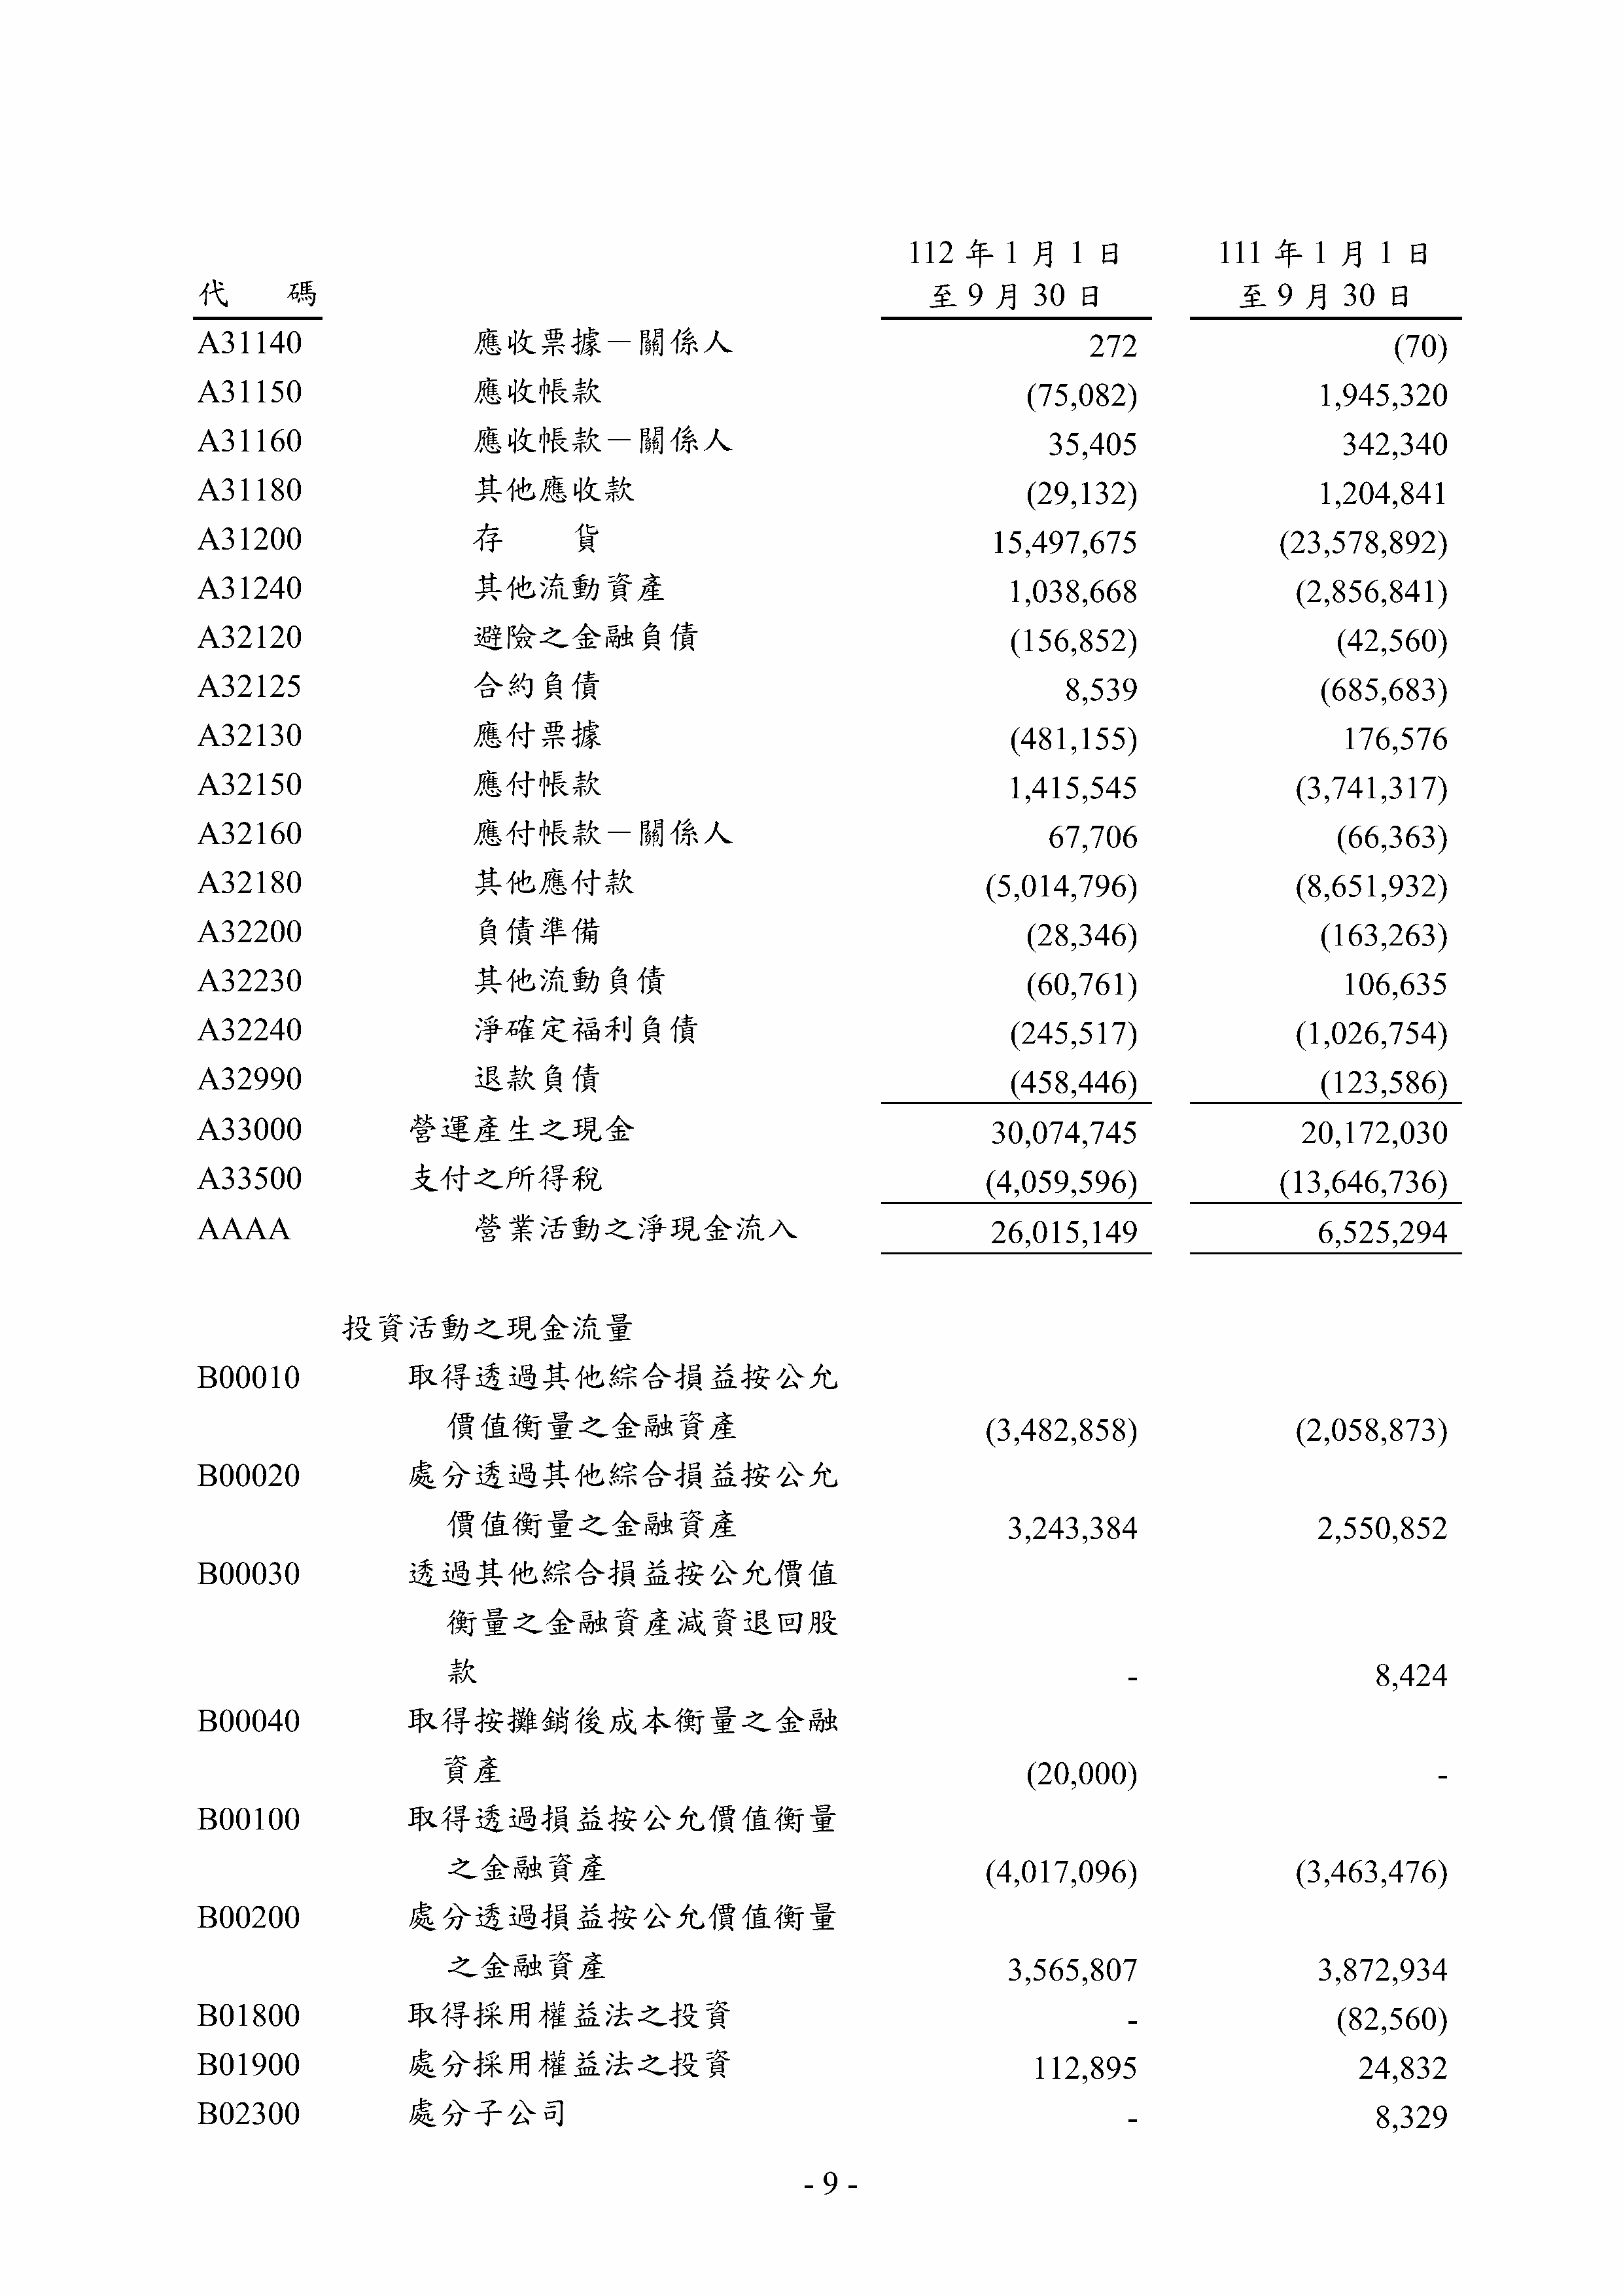 112 年 1 月 1 日 111 年 1 月 1 日
代 碼 至 9 月 30 日 至 9 月 30 日
A31140 應收票據－關係人 272 (70)
A31150 應收帳款 (75,082) 1,945,320
A31160 應收帳款－關係人 35,405 342,340
A31180 其他應收款 (29,132) 1,204,841
A31200 存 貨 15,497,675 (23,578,892)
A31240 其他流動資產 1,038,668 (2,856,841)
A32120 避險之金融負債 (156,852) (42,560)
A32125 合約負債 8,539 (685,683)
A32130 應付票據 (481,155) 176,576
A32150 應付帳款 1,415,545 (3,741,317)
A32160 應付帳款－關係人 67,706 (66,363)
A32180 其他應付款 (5,014,796) (8,651,932)
A32200 負債準備 (28,346) (163,263)
A32230 其他流動負債 (60,761) 106,635
A32240 淨確定福利負債 (245,517) (1,026,754)
A32990 退款負債 (458,446) (123,586)
A33000 營運產生之現金 30,074,745 20,172,030
A33500 支付之所得稅 (4,059,596) (13,646,736)
AAAA 營業活動之淨現金流入 26,015,149 6,525,294
投資活動之現金流量
B00010 取得透過其他綜合損益按公允
價值衡量之金融資產 (3,482,858) (2,058,873)
B00020 處分透過其他綜合損益按公允
價值衡量之金融資產 3,243,384 2,550,852
B00030 透過其他綜合損益按公允價值
衡量之金融資產減資退回股
款 - 8,424
B00040 取得按攤銷後成本衡量之金融
資產 (20,000) -
B00100 取得透過損益按公允價值衡量
之金融資產 (4,017,096) (3,463,476)
B00200 處分透過損益按公允價值衡量
之金融資產 3,565,807 3,872,934
B01800 取得採用權益法之投資 - (82,560)
B01900 處分採用權益法之投資 112,895 24,832
B02300 處分子公司 - 8,329
- 9 -